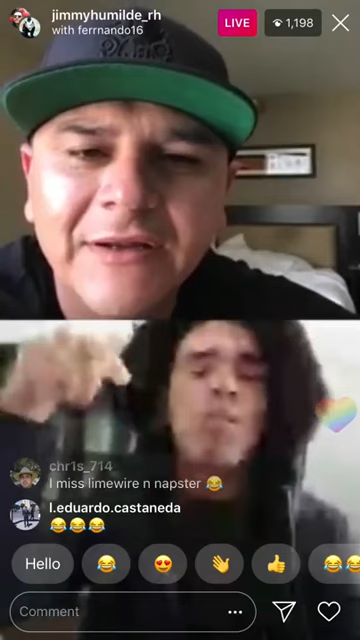 jimmyhumilde_rh
with ferrnando16
LIVE
1,198
chr1s_714
I miss limewire n napster 😂
l.eduardo.castaneda
😂😂😂
Hello 😂 😍 👋 👍 😂😂
Comment ...